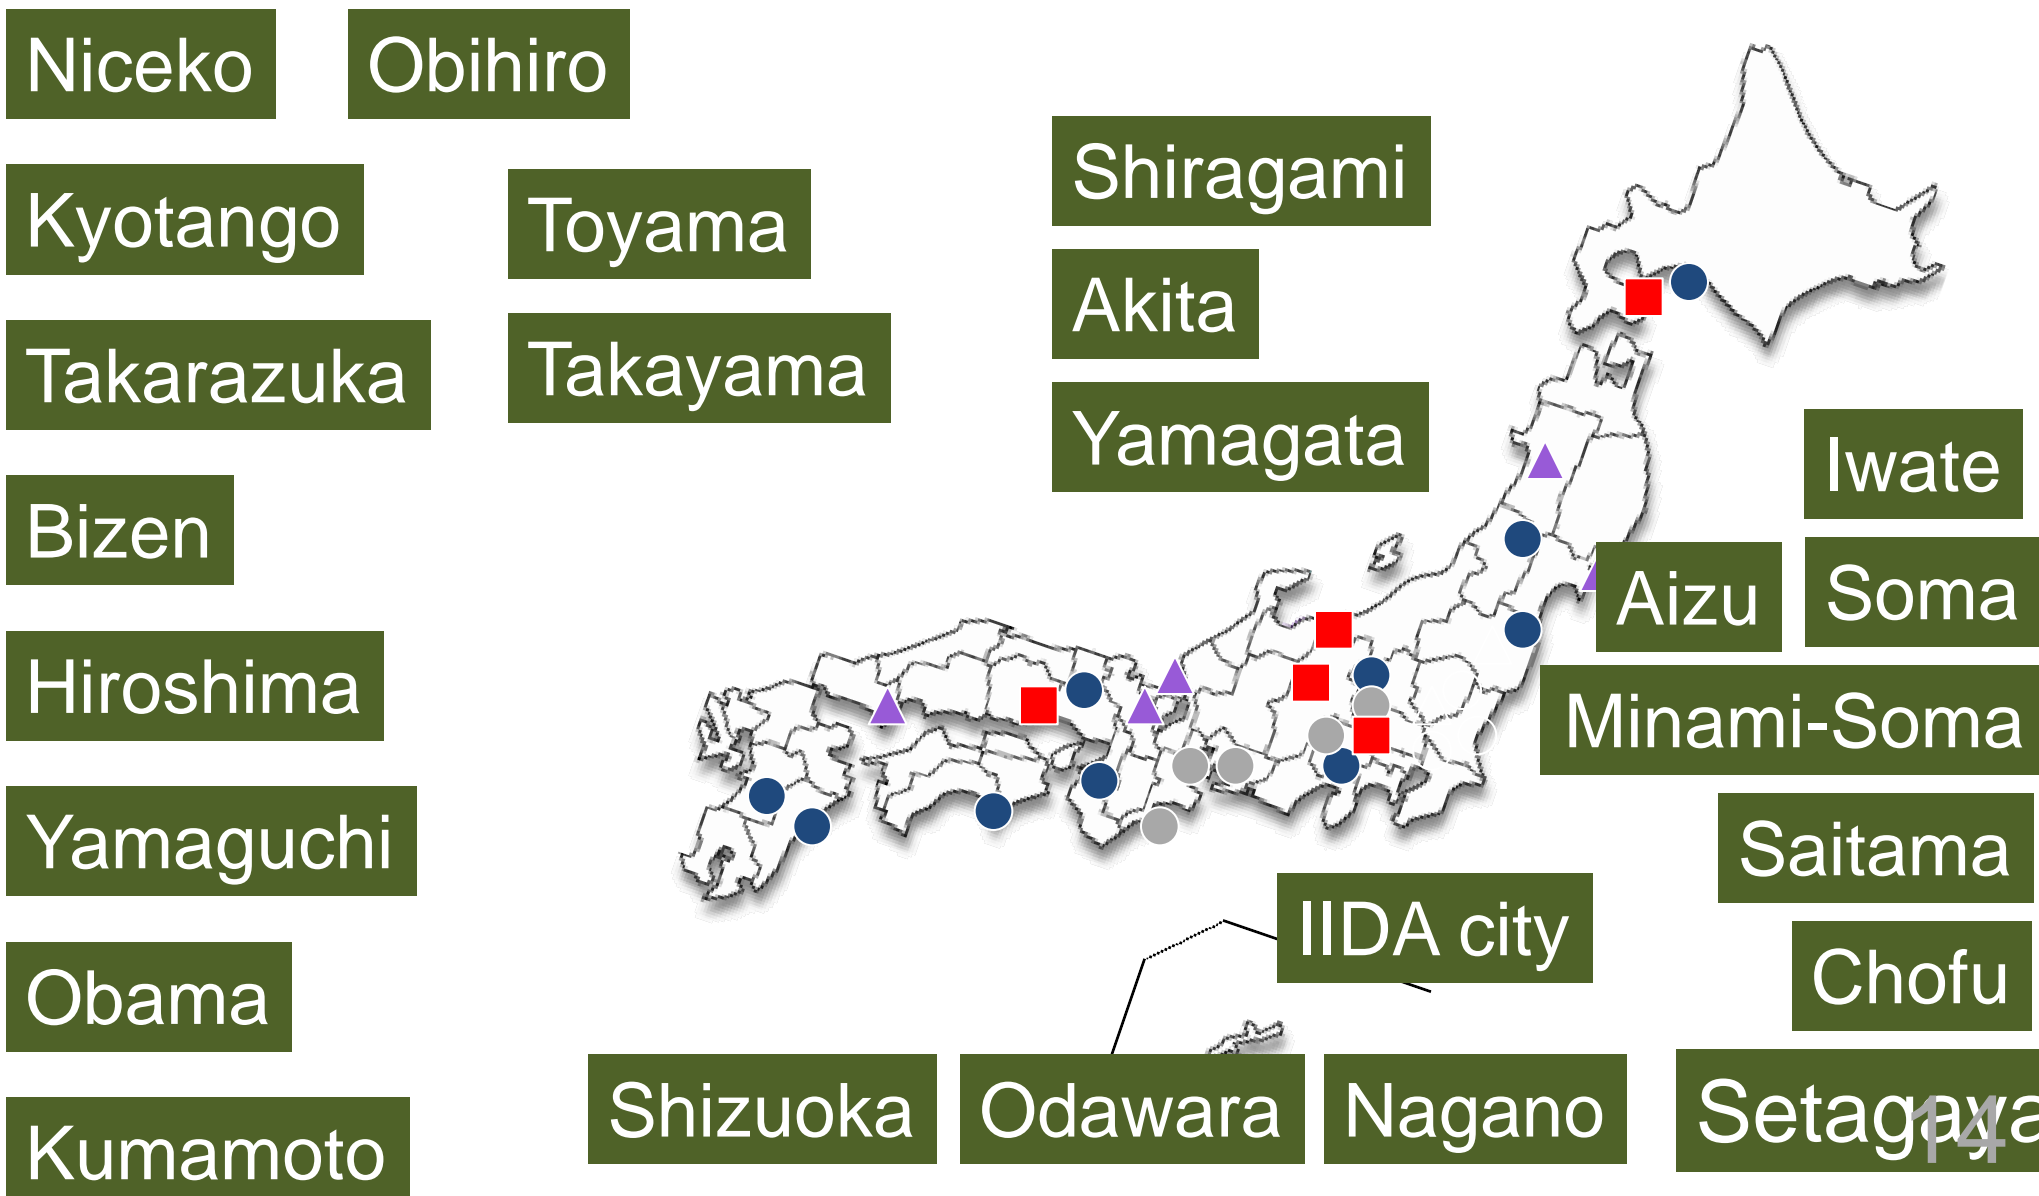 Niceko
Obihiro
Kyotango
Toyama
Takarazuka
Takayama
Bizen
Hiroshima
Yamaguchi
Obama
Kumamoto
Shiragami
Akita
Yamagata
Iwate
Aizu
Soma
Minami-Soma
Saitama
IIDA city
Chofu
Shizuoka
Odawara
Nagano
Setagaya
14